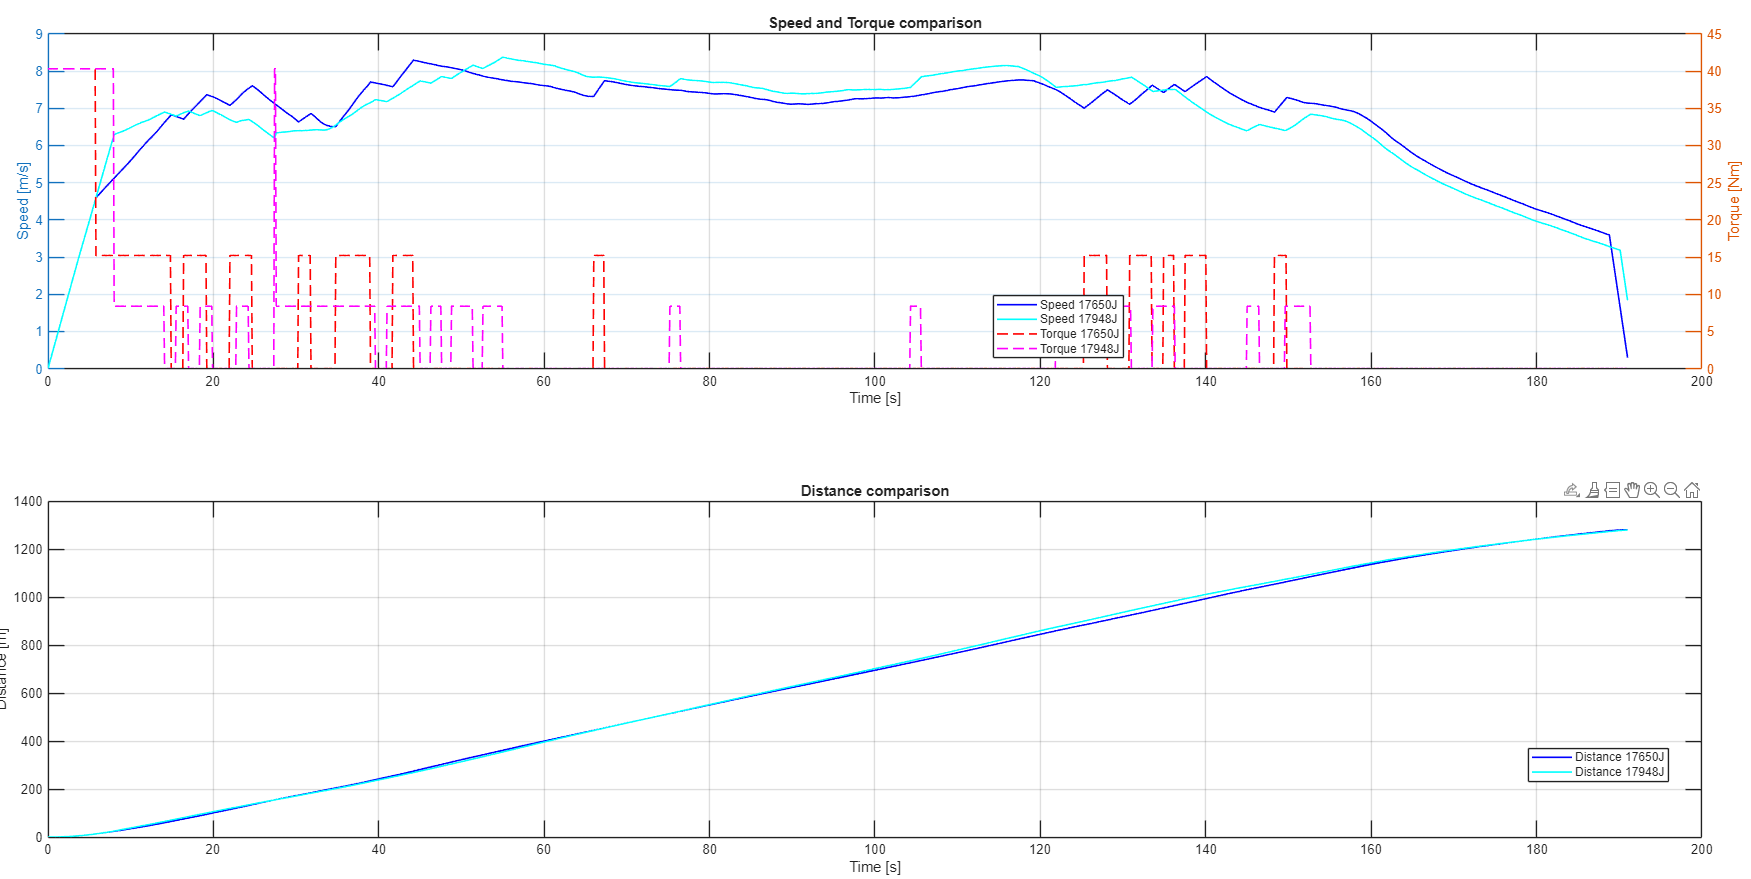 Speed and Torque comparison
9
8
7
6
5
4
3
2
1
0
Speed [m/s]
45
40
35
30
25
20
15
10
5
0
Torque [Nm]
Speed 17650J
Speed 17948J
Torque 17650J
Torque 17948J
0 20 40 60 80 100 120 140 160 180 200
Time [s]
Distance comparison
1400
1200
1000
800
600
400
200
0
Distance [m]
Distance 17650J
Distance 17948J
0 20 40 60 80 100 120 140 160 180 200
Time [s]